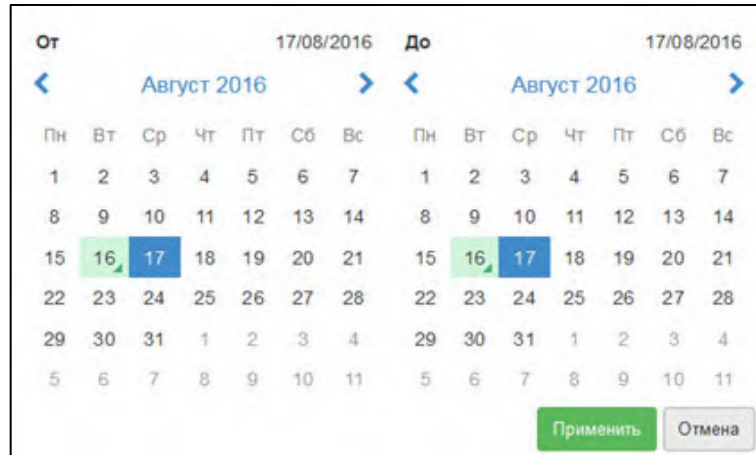 От 17/08/2016 До 17/08/2016
Август 2016 Август 2016
Пн Вт Ср Чт Пт Сб Вс Пн Вт Ср Чт Пт Сб Вс
1 2 3 4 5 6 7 1 2 3 4 5 6 7
8 9 10 11 12 13 14 8 9 10 11 12 13 14
15 16 17 18 19 20 21 15 16 17 18 19 20 21
22 23 24 25 26 27 28 22 23 24 25 26 27 28
29 30 31 1 2 3 4 29 30 31 1 2 3 4
5 6 7 8 9 10 11 5 6 7 8 9 10 11
Применить Отмена